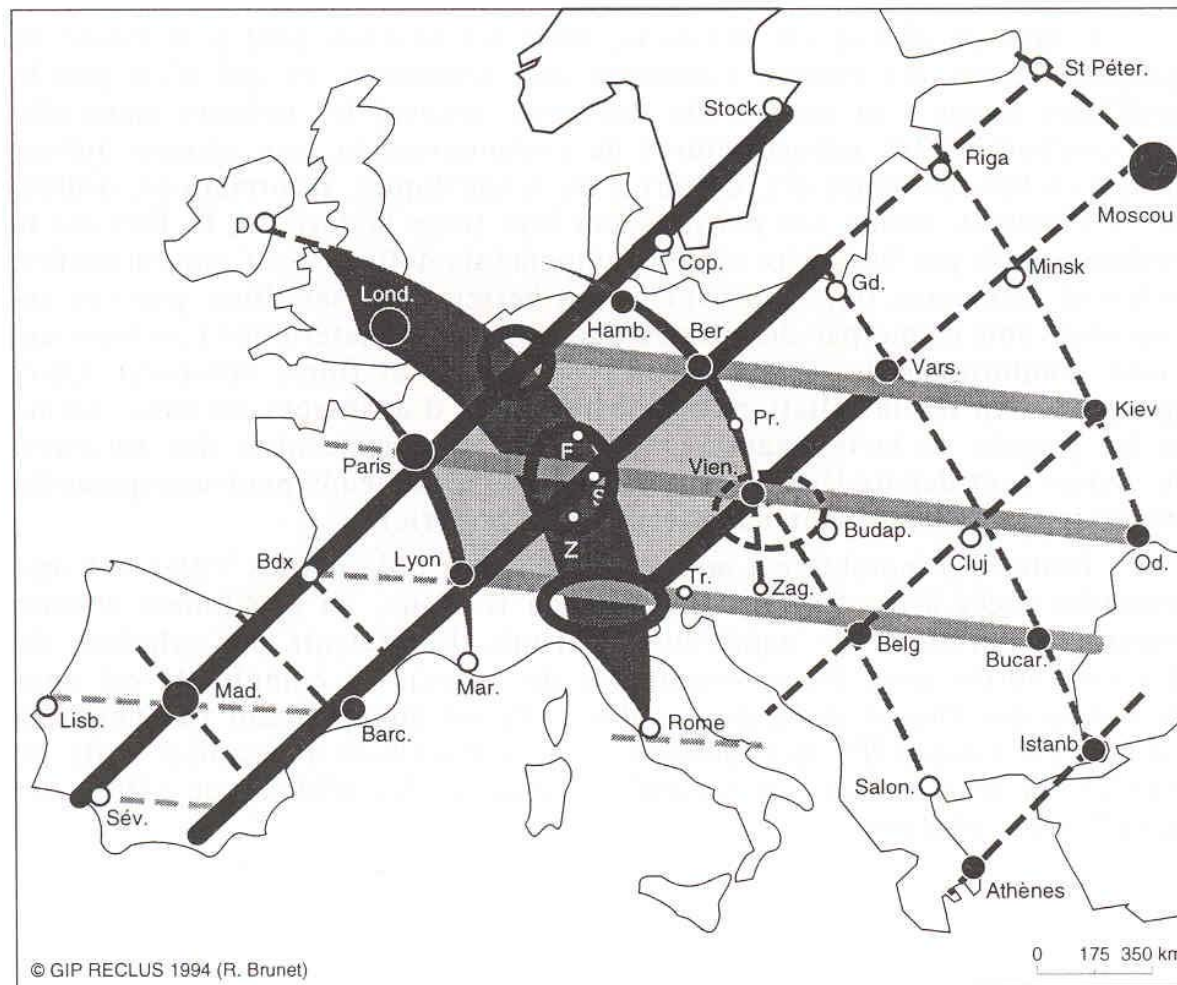 St Péter.
Stock.
Riga
Moscou
D
Cop.
Minsk
Gd.
Lond.
Hamb.
Ber.
Vars.
Kiev
Pr.
F
Paris
Vien.
S
Budap.
Bdx
Lyon
Z
Cluj
Od.
Tr.
Zag.
Belg
Bucar.
Mar.
Mad.
Lisb.
Barc.
Rome
Istanb
Sév.
Salon.
Athènes
© GIP RECLUS 1994 (R. Brunet)
0 175 350 km